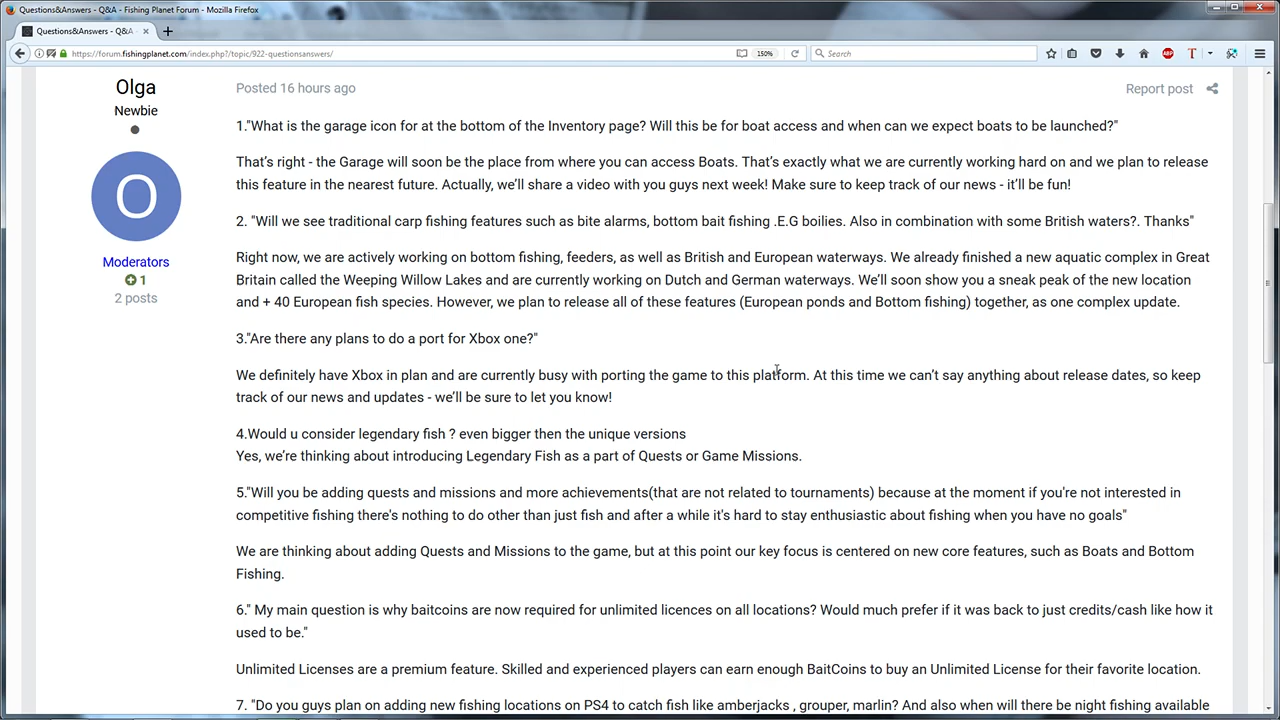 Questions&Answers - Q&A - Fishing Planet Forum - Mozilla Firefox
Questions&Answers - Q&A -
https://forum.fishingplanet.com/index.php?/topic/922-questionsanswers/
150%
Search
ABP
T
Olga
Newbie
O
Moderators
1
2 posts
Posted 16 hours ago
Report post
1."What is the garage icon for at the bottom of the Inventory page? Will this be for boat access and when can we expect boats to be launched?"
That's right - the Garage will soon be the place from where you can access Boats. That's exactly what we are currently working hard on and we plan to release
this feature in the nearest future. Actually, we'll share a video with you guys next week! Make sure to keep track of our news - it'll be fun!
2. "Will we see traditional carp fishing features such as bite alarms, bottom bait fishing .E.G boilies. Also in combination with some British waters?. Thanks"
Right now, we are actively working on bottom fishing, feeders, as well as British and European waterways. We already finished a new aquatic complex in Great
Britain called the Weeping Willow Lakes and are currently working on Dutch and German waterways. We'll soon show you a sneak peak of the new location
and + 40 European fish species. However, we plan to release all of these features (European ponds and Bottom fishing) together, as one complex update.
3."Are there any plans to do a port for Xbox one?"
We definitely have Xbox in plan and are currently busy with porting the game to this platform. At this time we can't say anything about release dates, so keep
track of our news and updates - we'll be sure to let you know!
4.Would u consider legendary fish ? even bigger then the unique versions
Yes, we're thinking about introducing Legendary Fish as a part of Quests or Game Missions.
5."Will you be adding quests and missions and more achievements(that are not related to tournaments) because at the moment if you're not interested in
competitive fishing there's nothing to do other than just fish and after a while it's hard to stay enthusiastic about fishing when you have no goals"
We are thinking about adding Quests and Missions to the game, but at this point our key focus is centered on new core features, such as Boats and Bottom
Fishing.
6." My main question is why baitcoins are now required for unlimited licences on all locations? Would much prefer if it was back to just credits/cash like how it
used to be."
Unlimited Licenses are a premium feature. Skilled and experienced players can earn enough BaitCoins to buy an Unlimited License for their favorite location.
7. "Do you guys plan on adding new fishing locations on PS4 to catch fish like amberjacks , grouper, marlin? And also when will there be night fishing available